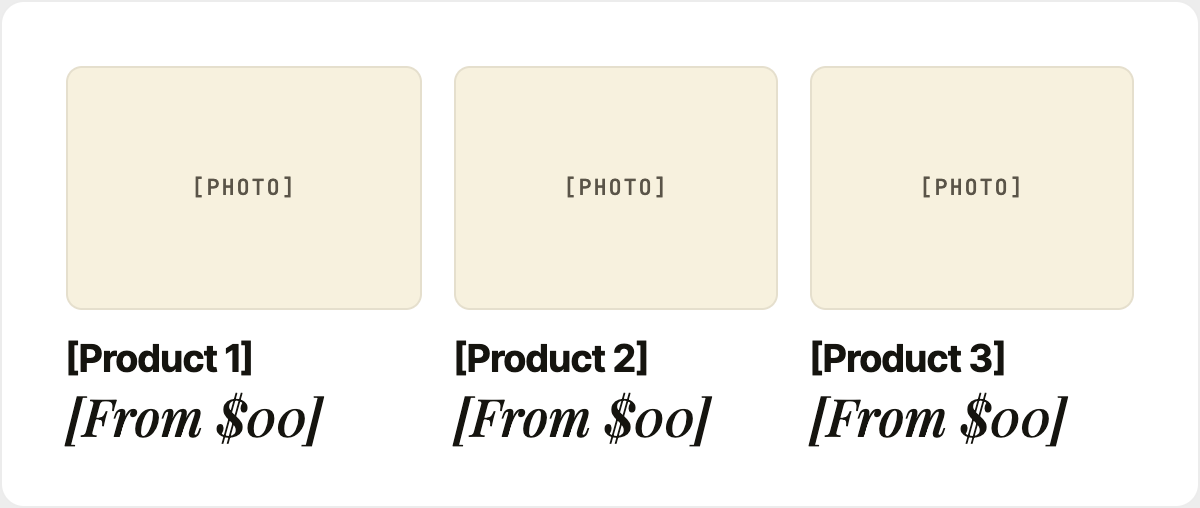 [PHOTO] [PHOTO] [PHOTO]
[Product 1] [Product 2] [Product 3]
[From $00] [From $00] [From $00]